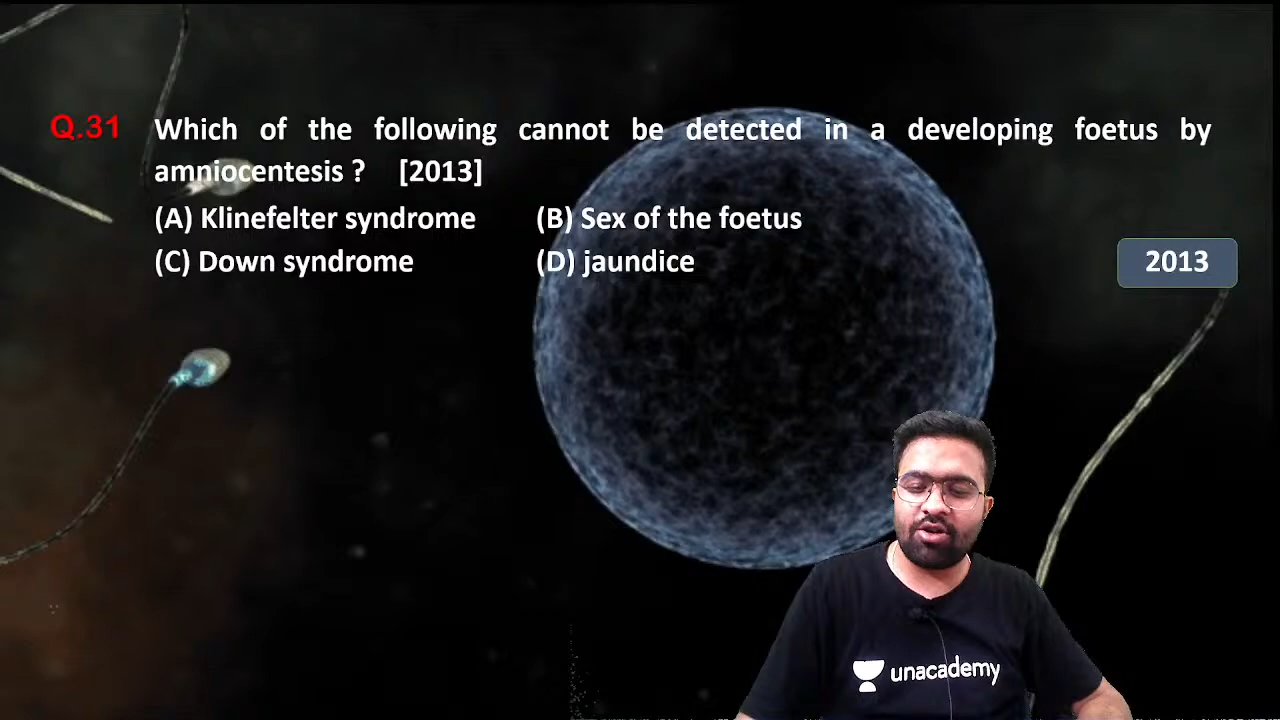 Q.31 Which of the following cannot be detected in a developing foetus by
amniocentesis ? [2013]
(A) Klinefelter syndrome (B) Sex of the foetus
(C) Down syndrome (D) jaundice
2013
unacademy